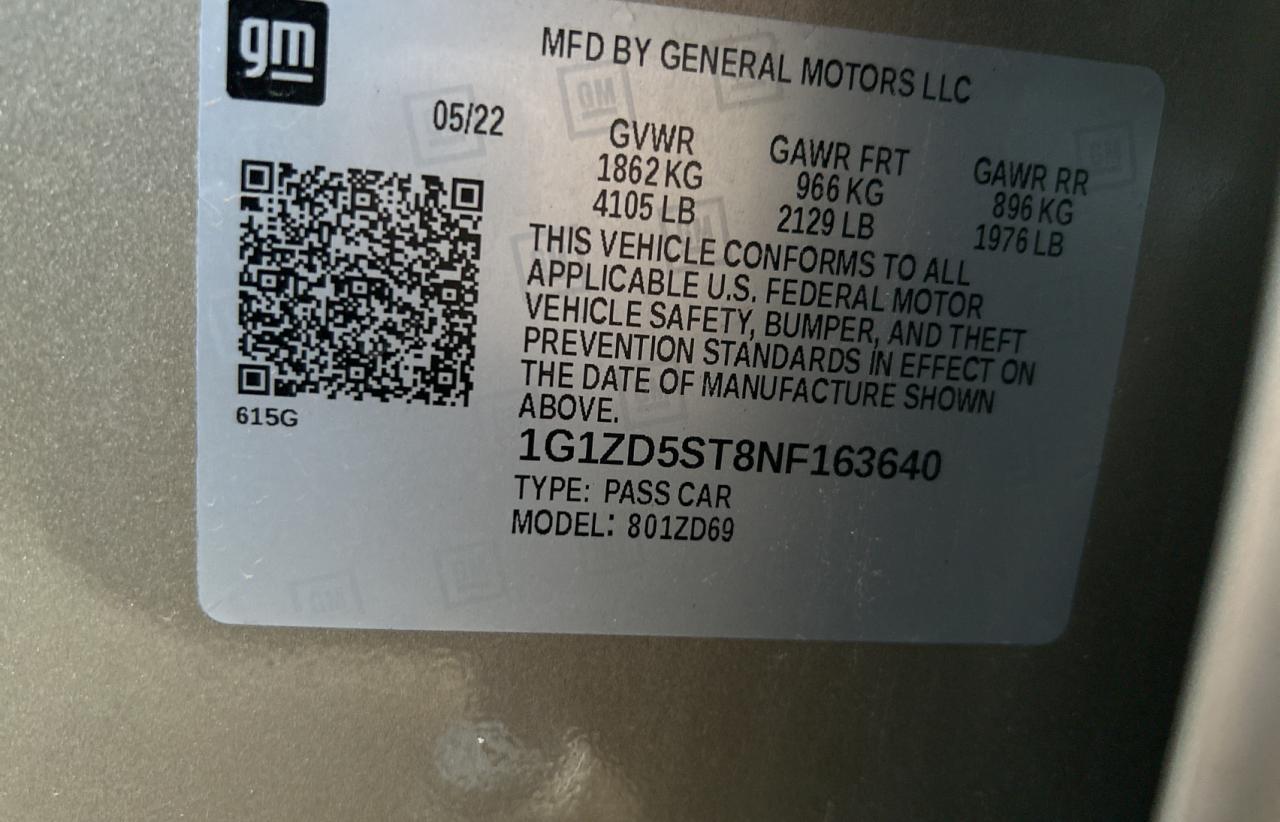 gm
MFD BY GENERAL MOTORS LLC
05/22
GVWR GAWR FRT GAWR RR
1862 KG 966 KG 896 KG
4105 LB 2129 LB 1976 LB
THIS VEHICLE CONFORMS TO ALL
APPLICABLE U.S. FEDERAL MOTOR
VEHICLE SAFETY, BUMPER, AND THEFT
PREVENTION STANDARDS IN EFFECT ON
THE DATE OF MANUFACTURE SHOWN
ABOVE.
615G
1G1ZD5ST8NF163640
TYPE: PASS CAR
MODEL: 801ZD69